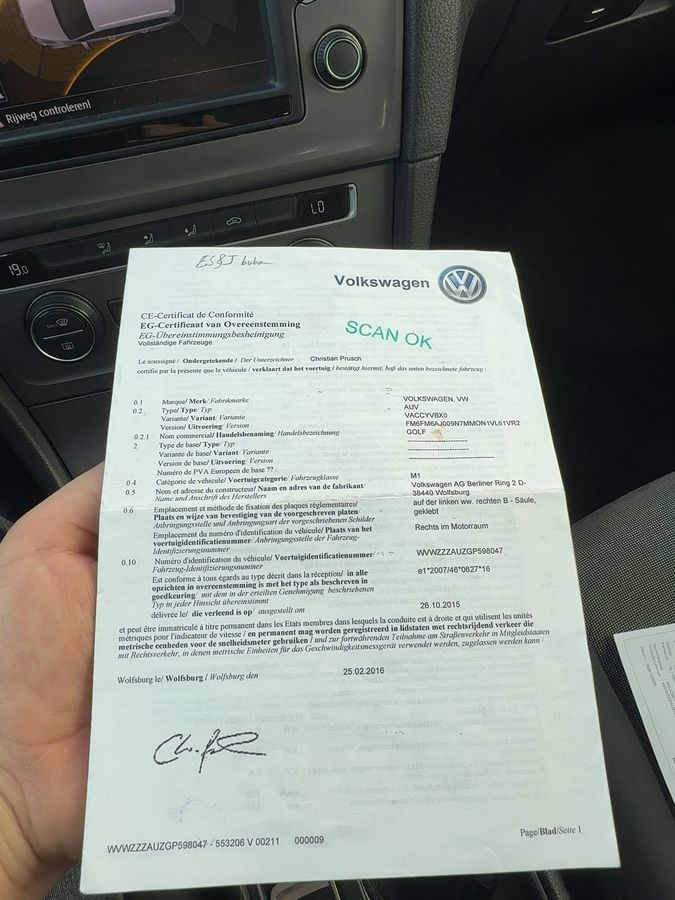 Rijweg controleren!
LO
19.0
Volkswagen
CE-Certificat de Conformité
EG-Certificaat van Overeenstemming
EG-Übereinstimmungsbesheinigung
Vollständige Fahrzeuge
SCAN OK
Le soussigné / Ondergetekende / Der Unterzeichner Christian Prusch
certifie par la présente que le véhicule / verklaart dat het voertuig / bestätigt hiermit, baß das unten bezeichnete fahrzeug /
0.1 Marque/ Merk/ Fabrikmarke VOLKSWAGEN, VW
0.2 Type/ Type/ Typ AUV
Variante/ Variant/ Variante VACCYVBX0
Version/ Uitvoering/ Version FM6FM6AJ009N7MMON1VL61VR2
0.2.1 Nom commercial/ Handelsbenaming/ Handelsbezeichnung GOLF
2 Type de base/ Type/ Typ --------------------
Variante de base/ Variant/ Variante --------------------
Version de base/ Uitvoering/ Version --------------------
Numéro de PVA Europeen de base ??
0.4 Catégorie de véhicule/ Voertuigcategorie/ Fahrzeugklasse M1
0.5 Nom et adresse du constructeur/ Naam en adres van de fabrikant/ Volkswagen AG Berliner Ring 2 D-
Name und Anschrift des Herstellers 38440 Wolfsburg
0.6 Emplacement et méthode de fixation des plaques réglementaires/ auf der linken ww. rechten B - Säule,
Plaats en wijze van bevestiging van de voorgeschreven platen/ geklebt
Anbringungsstelle und Anbringungsart der vorgeschriebenen Schilder
Emplacement du numéro d'identification du véhicule/ Plaats van het Rechts im Motorraum
voertuigidentificatienummer/ Anbringungsstelle der Fahrzeug-
Identifizierungsnummer
0.10 Numéro d'identification du véhicule/ Voertuigidentificatienummer/ WVWZZZAUZGP598047
Fahrzeug-Identifizierungsnummer
Est conforme à tous égards au type décrit dans la réception/ in alle e1*2007/46*0627*16
opzichten in overeenstemming is met het type als beschreven in
goedkeuring/ mit dem in der erteilten Genehmigung beschriebenen
Typ in jeder Hinsicht übereinstimmt
délivrée le/ die verleend is op/ ausgestellt am 26.10.2015
et peut être immatriculé à titre permanent dans les Etats membres dans lesquels la conduite est à droite et qui utilisent les unités
métriques pour l'indicateur de vitesse / en permanent mag worden geregistreerd in lidstaten met rechtsrijdend verkeer die
metrische eenheden voor de snelheidsmeter gebruiken / und zur fortwährenden Teilnahme am Straßenverkehr in Mitgliedstaaten
mit Rechtsverkehr, in denen metrische Einheiten für das Geschwindigkeitsmessgerät verwendet werden, zugelassen werden kann /
Wolfsburg le/ Wolfsburg / Wolfsburg den 25.02.2016
WVWZZZAUZGP598047 - 553206 V 00211 000009
Page/Blad/Seite 1